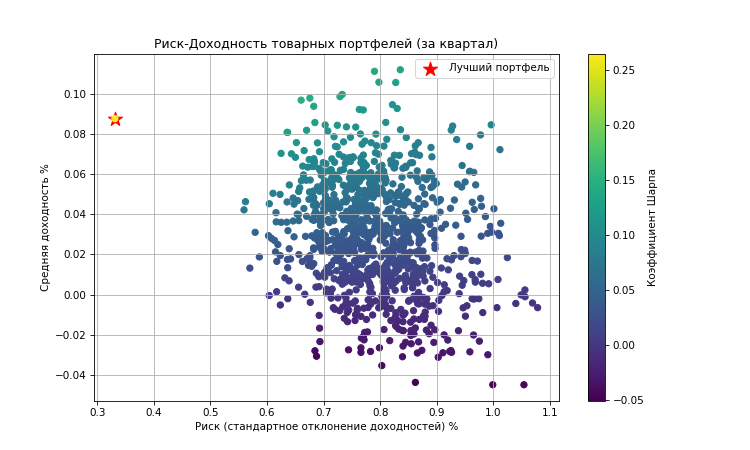 Риск-Доходность товарных портфелей (за квартал)
Лучший портфель
Средняя доходность %
0.10
0.08
0.06
0.04
0.02
0.00
−0.02
−0.04
0.3 0.4 0.5 0.6 0.7 0.8 0.9 1.0 1.1
Риск (стандартное отклонение доходностей) %
0.25
0.20
0.15
0.10
0.05
0.00
−0.05
Коэффициент Шарпа